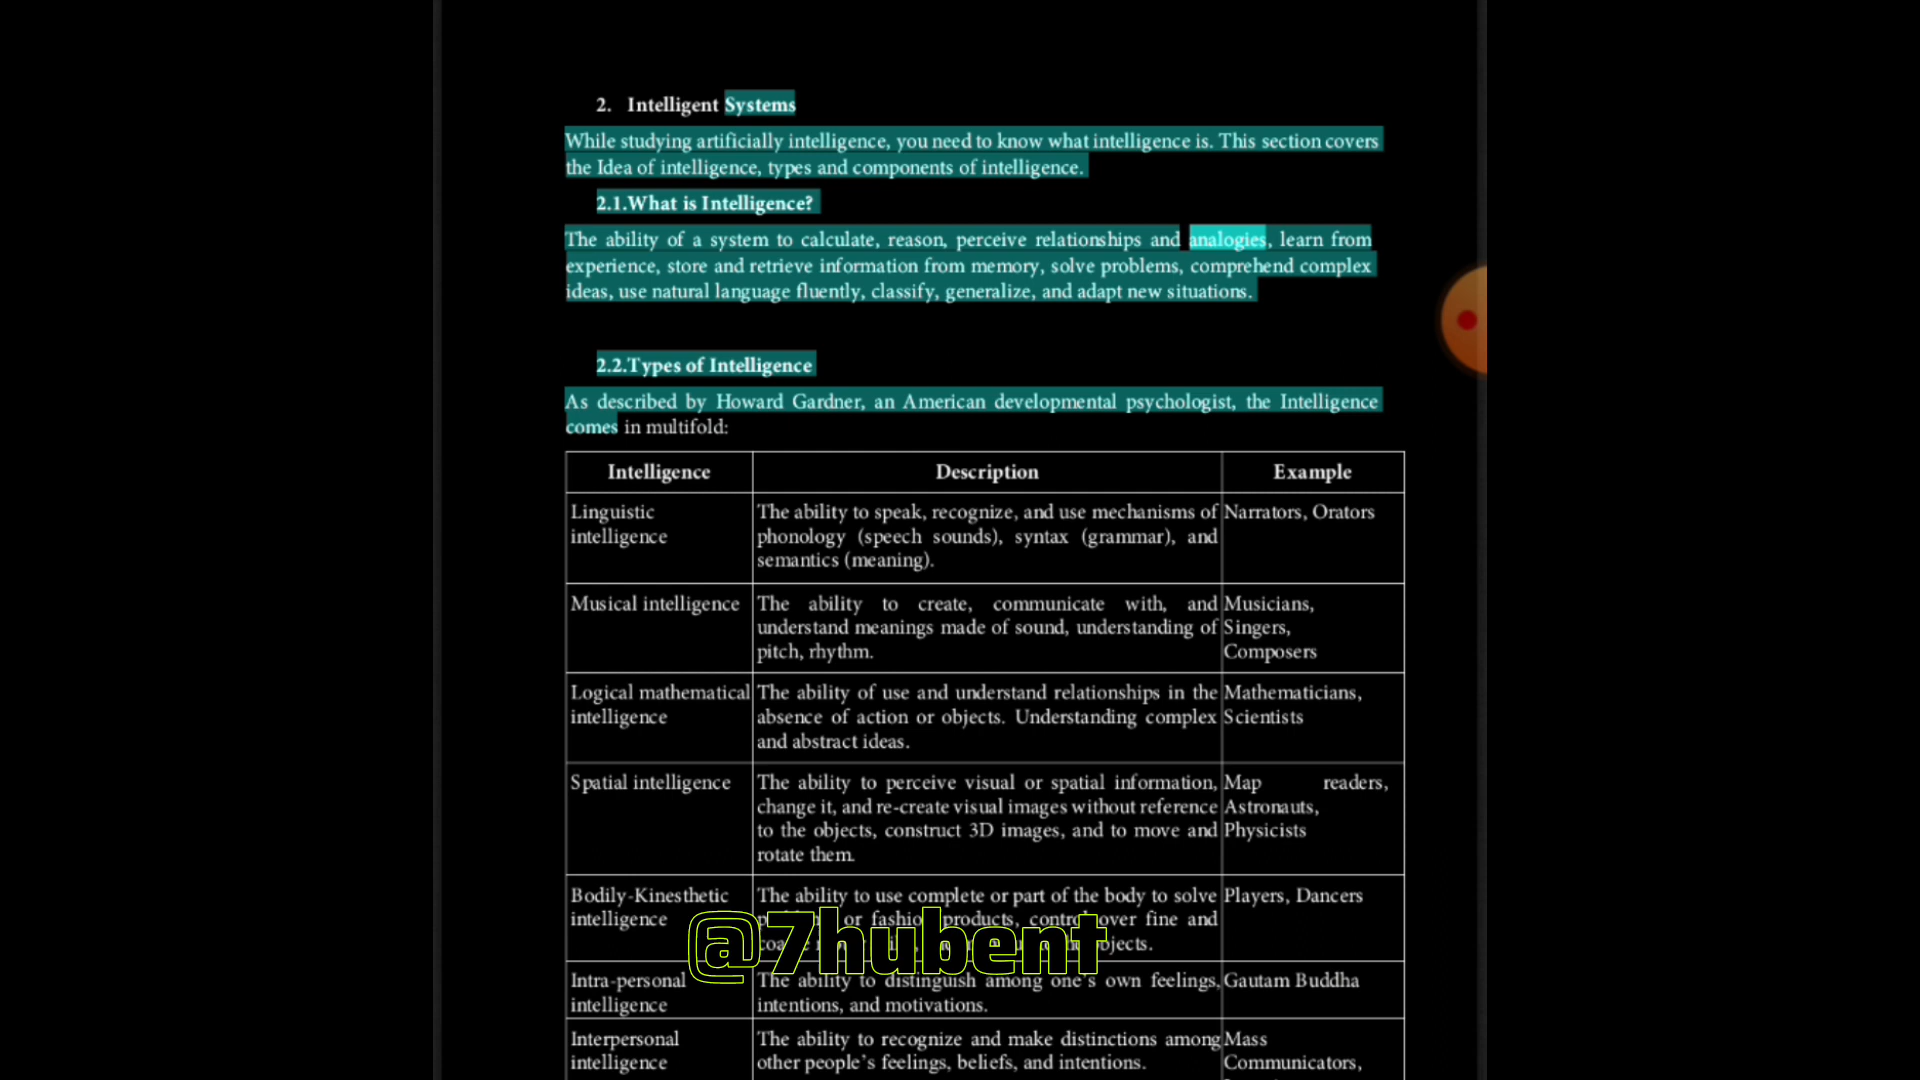 2. Intelligent Systems
While studying artificially intelligence, you need to know what intelligence is. This section covers
the Idea of intelligence, types and components of intelligence.
2.1.What is Intelligence?
The ability of a system to calculate, reason, perceive relationships and analogies, learn from
experience, store and retrieve information from memory, solve problems, comprehend complex
ideas, use natural language fluently, classify, generalize, and adapt new situations.
2.2.Types of Intelligence
As described by Howard Gardner, an American developmental psychologist, the Intelligence
comes in multifold:
Intelligence Description Example
Linguistic The ability to speak, recognize, and use mechanisms of Narrators, Orators
intelligence phonology (speech sounds), syntax (grammar), and
semantics (meaning).
Musical intelligence The ability to create, communicate with, and Musicians,
understand meanings made of sound, understanding of Singers,
pitch, rhythm. Composers
Logical mathematical The ability of use and understand relationships in the Mathematicians,
intelligence absence of action or objects. Understanding complex Scientists
and abstract ideas.
Spatial intelligence The ability to perceive visual or spatial information, Map readers,
change it, and re-create visual images without reference Astronauts,
to the objects, construct 3D images, and to move and Physicists
rotate them.
Bodily-Kinesthetic The ability to use complete or part of the body to solve Players, Dancers
intelligence or fashion products, control over fine and
@7hubent
Intra-personal The ability to distinguish among one's own feelings, Gautam Buddha
intelligence intentions, and motivations.
Interpersonal The ability to recognize and make distinctions among Mass
intelligence other people's feelings, beliefs, and intentions. Communicators,